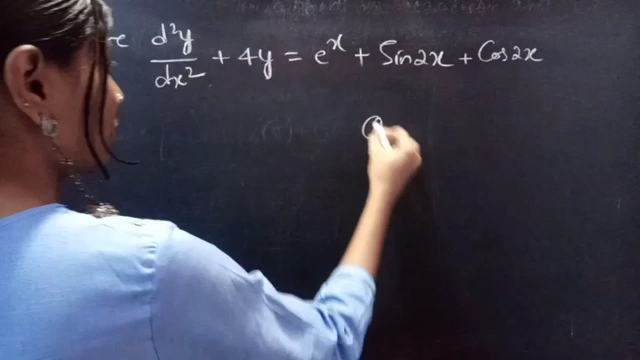 d²y/dx² + 4y = eˣ + Sin2x + Cos2x